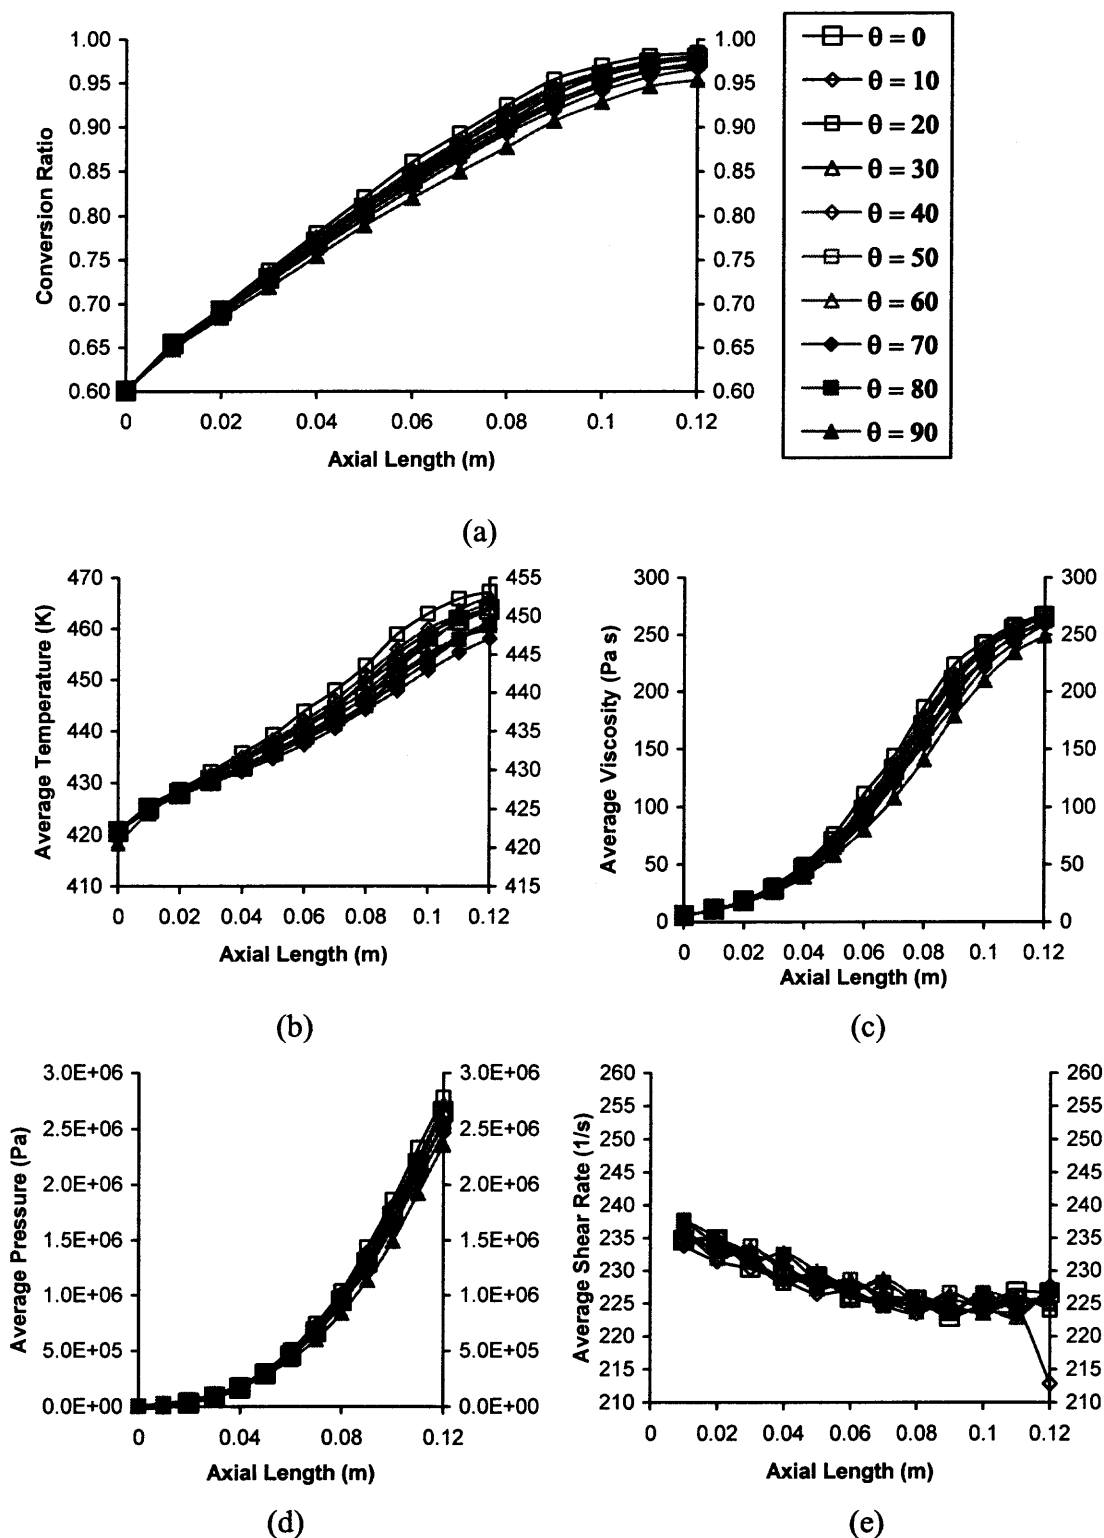 Conversion Ratio
1.00
0.95
0.90
0.85
0.80
0.75
0.70
0.65
0.60
1.00
0.95
0.90
0.85
0.80
0.75
0.70
0.65
0.60
0 0.02 0.04 0.06 0.08 0.1 0.12
Axial Length (m)
θ = 0
θ = 10
θ = 20
θ = 30
θ = 40
θ = 50
θ = 60
θ = 70
θ = 80
θ = 90
(a)
Average Temperature (K)
470
460
450
440
430
420
410
455
450
445
440
435
430
425
420
415
0 0.02 0.04 0.06 0.08 0.1 0.12
Axial Length (m)
(b)
Average Viscosity (Pa s)
300
250
200
150
100
50
0
300
250
200
150
100
50
0
0 0.02 0.04 0.06 0.08 0.1 0.12
Axial Length (m)
(c)
Average Pressure (Pa)
3.0E+06
2.5E+06
2.0E+06
1.5E+06
1.0E+06
5.0E+05
0.0E+00
3.0E+06
2.5E+06
2.0E+06
1.5E+06
1.0E+06
5.0E+05
0.0E+00
0 0.04 0.08 0.12
Axial Length (m)
(d)
Average Shear Rate (1/s)
260
255
250
245
240
235
230
225
220
215
210
260
255
250
245
240
235
230
225
220
215
210
0 0.02 0.04 0.06 0.08 0.1 0.12
Axial Length (m)
(e)